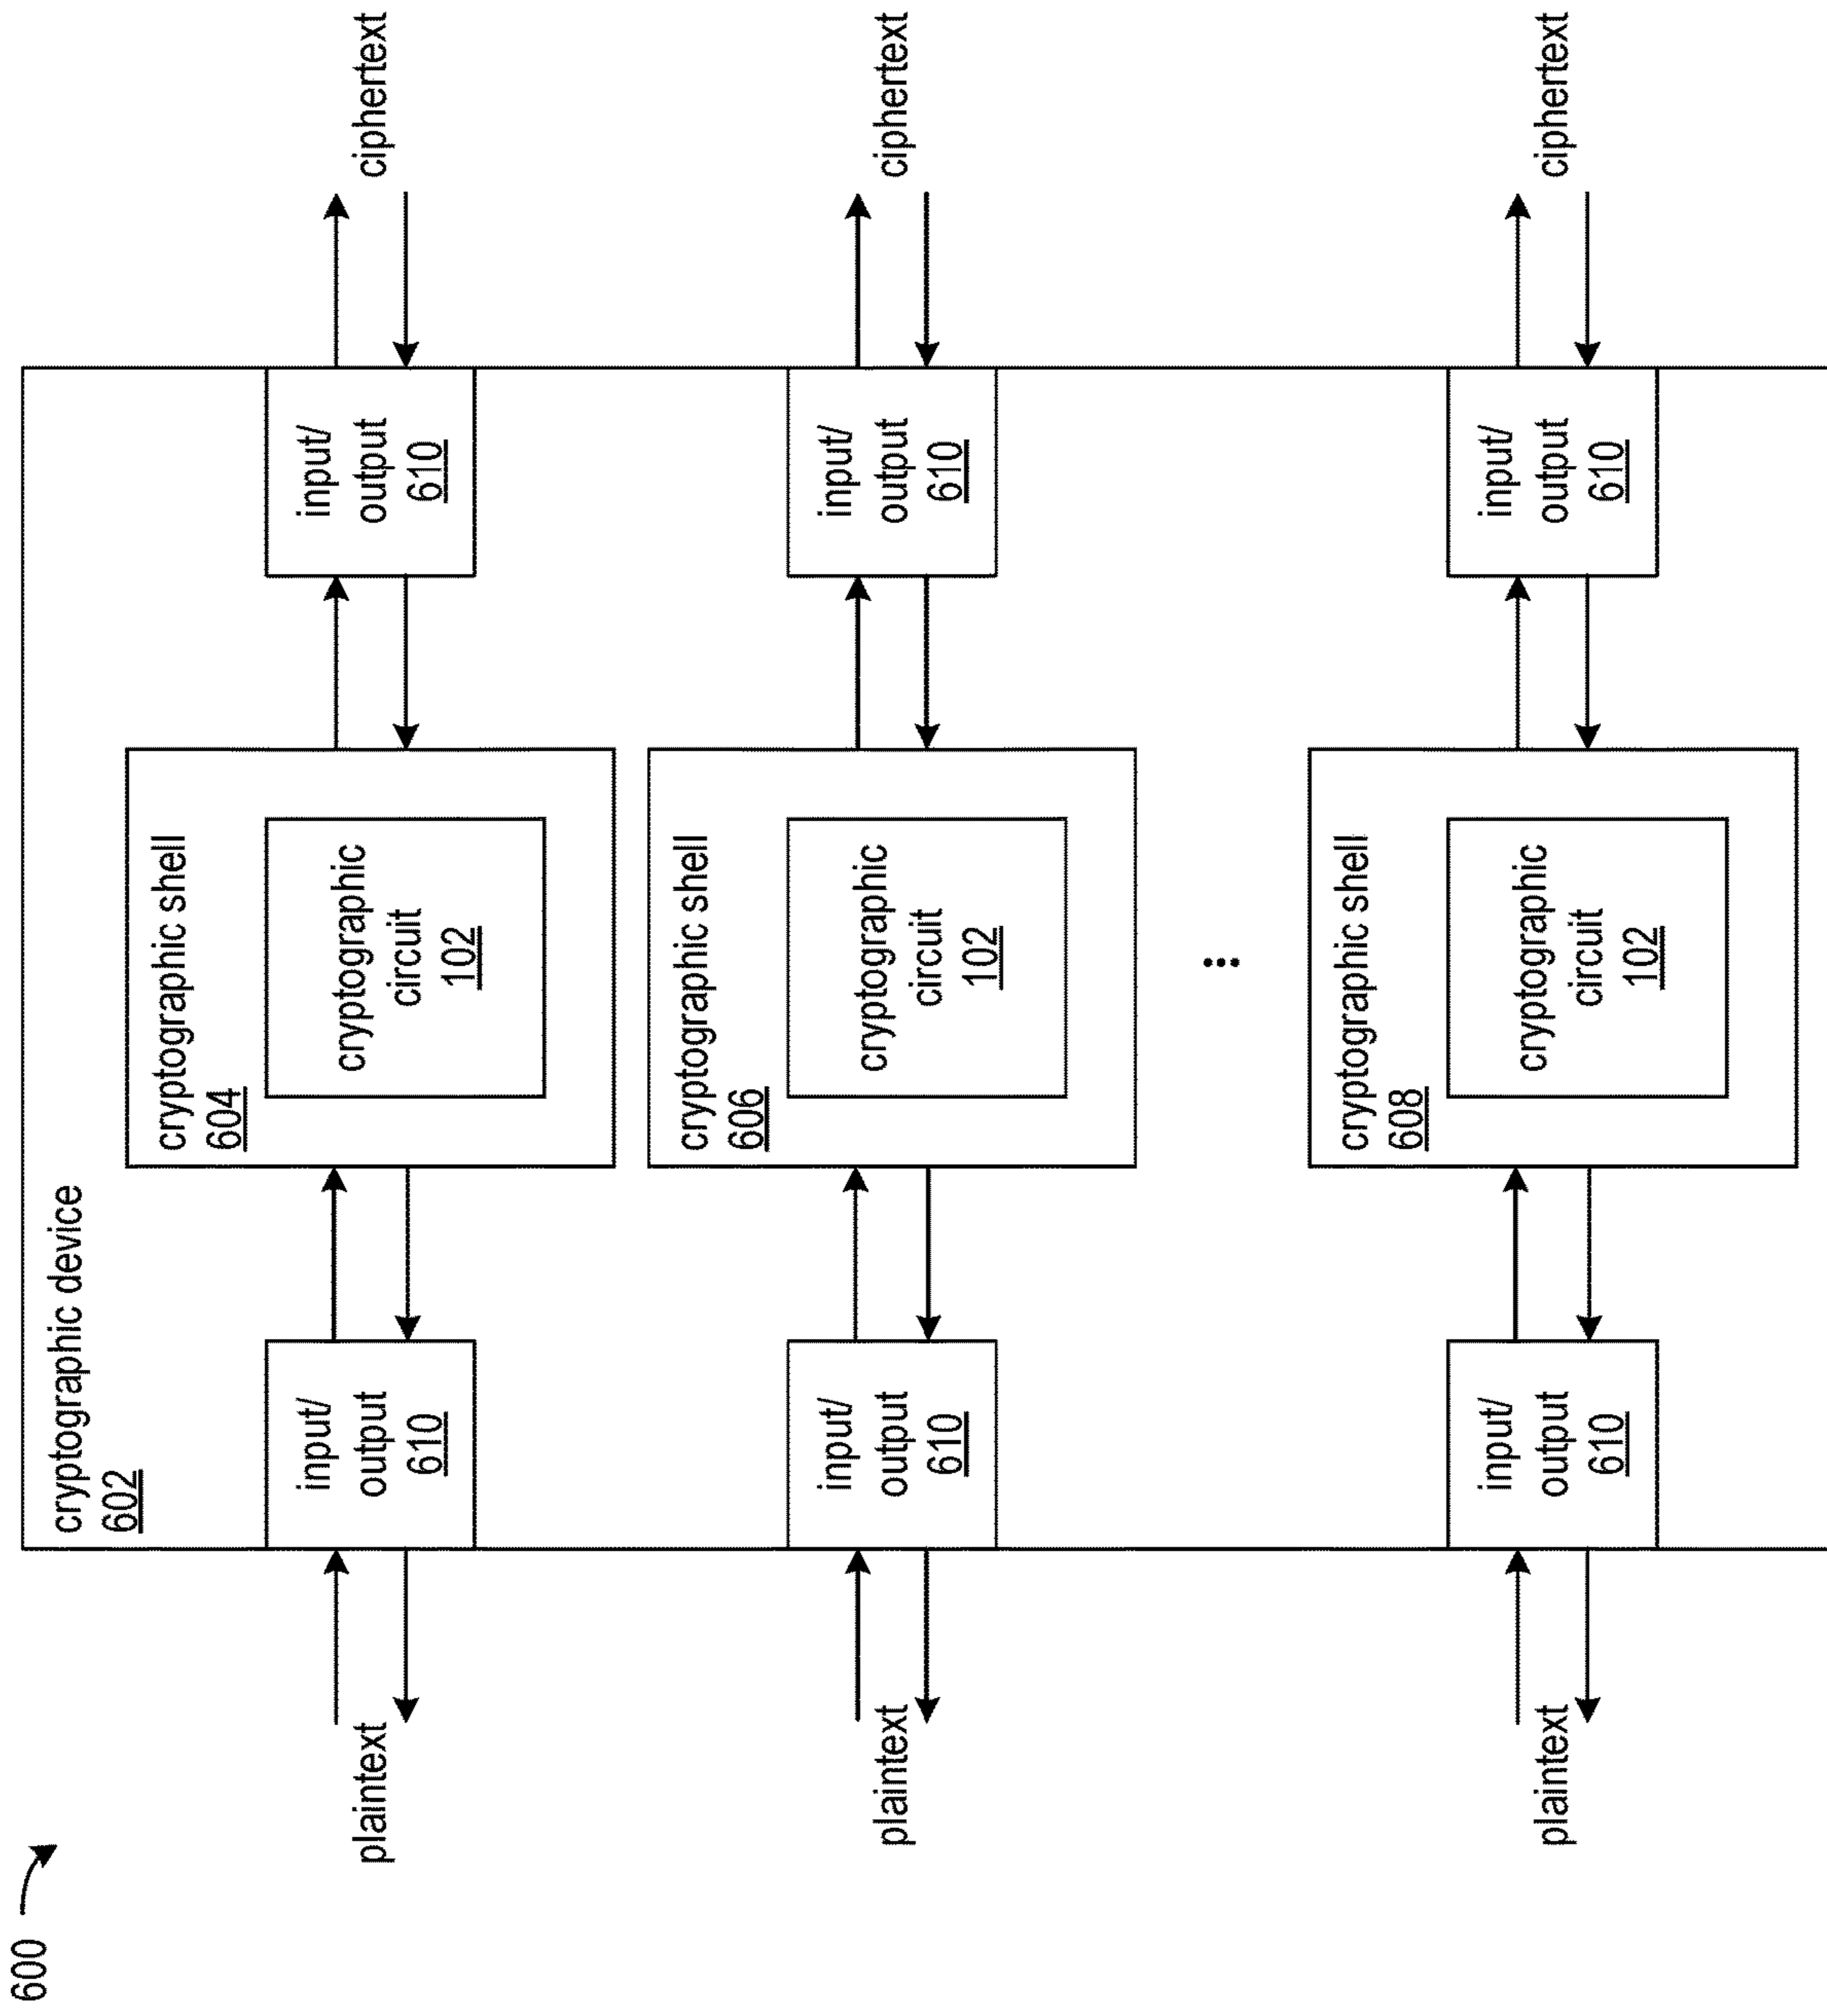 600
cryptographic device
602
plaintext
input/
output
610
cryptographic shell
604
cryptographic
circuit
102
input/
output
610
ciphertext
plaintext
input/
output
610
cryptographic shell
606
cryptographic
circuit
102
input/
output
610
ciphertext
...
plaintext
input/
output
610
cryptographic shell
608
cryptographic
circuit
102
input/
output
610
ciphertext